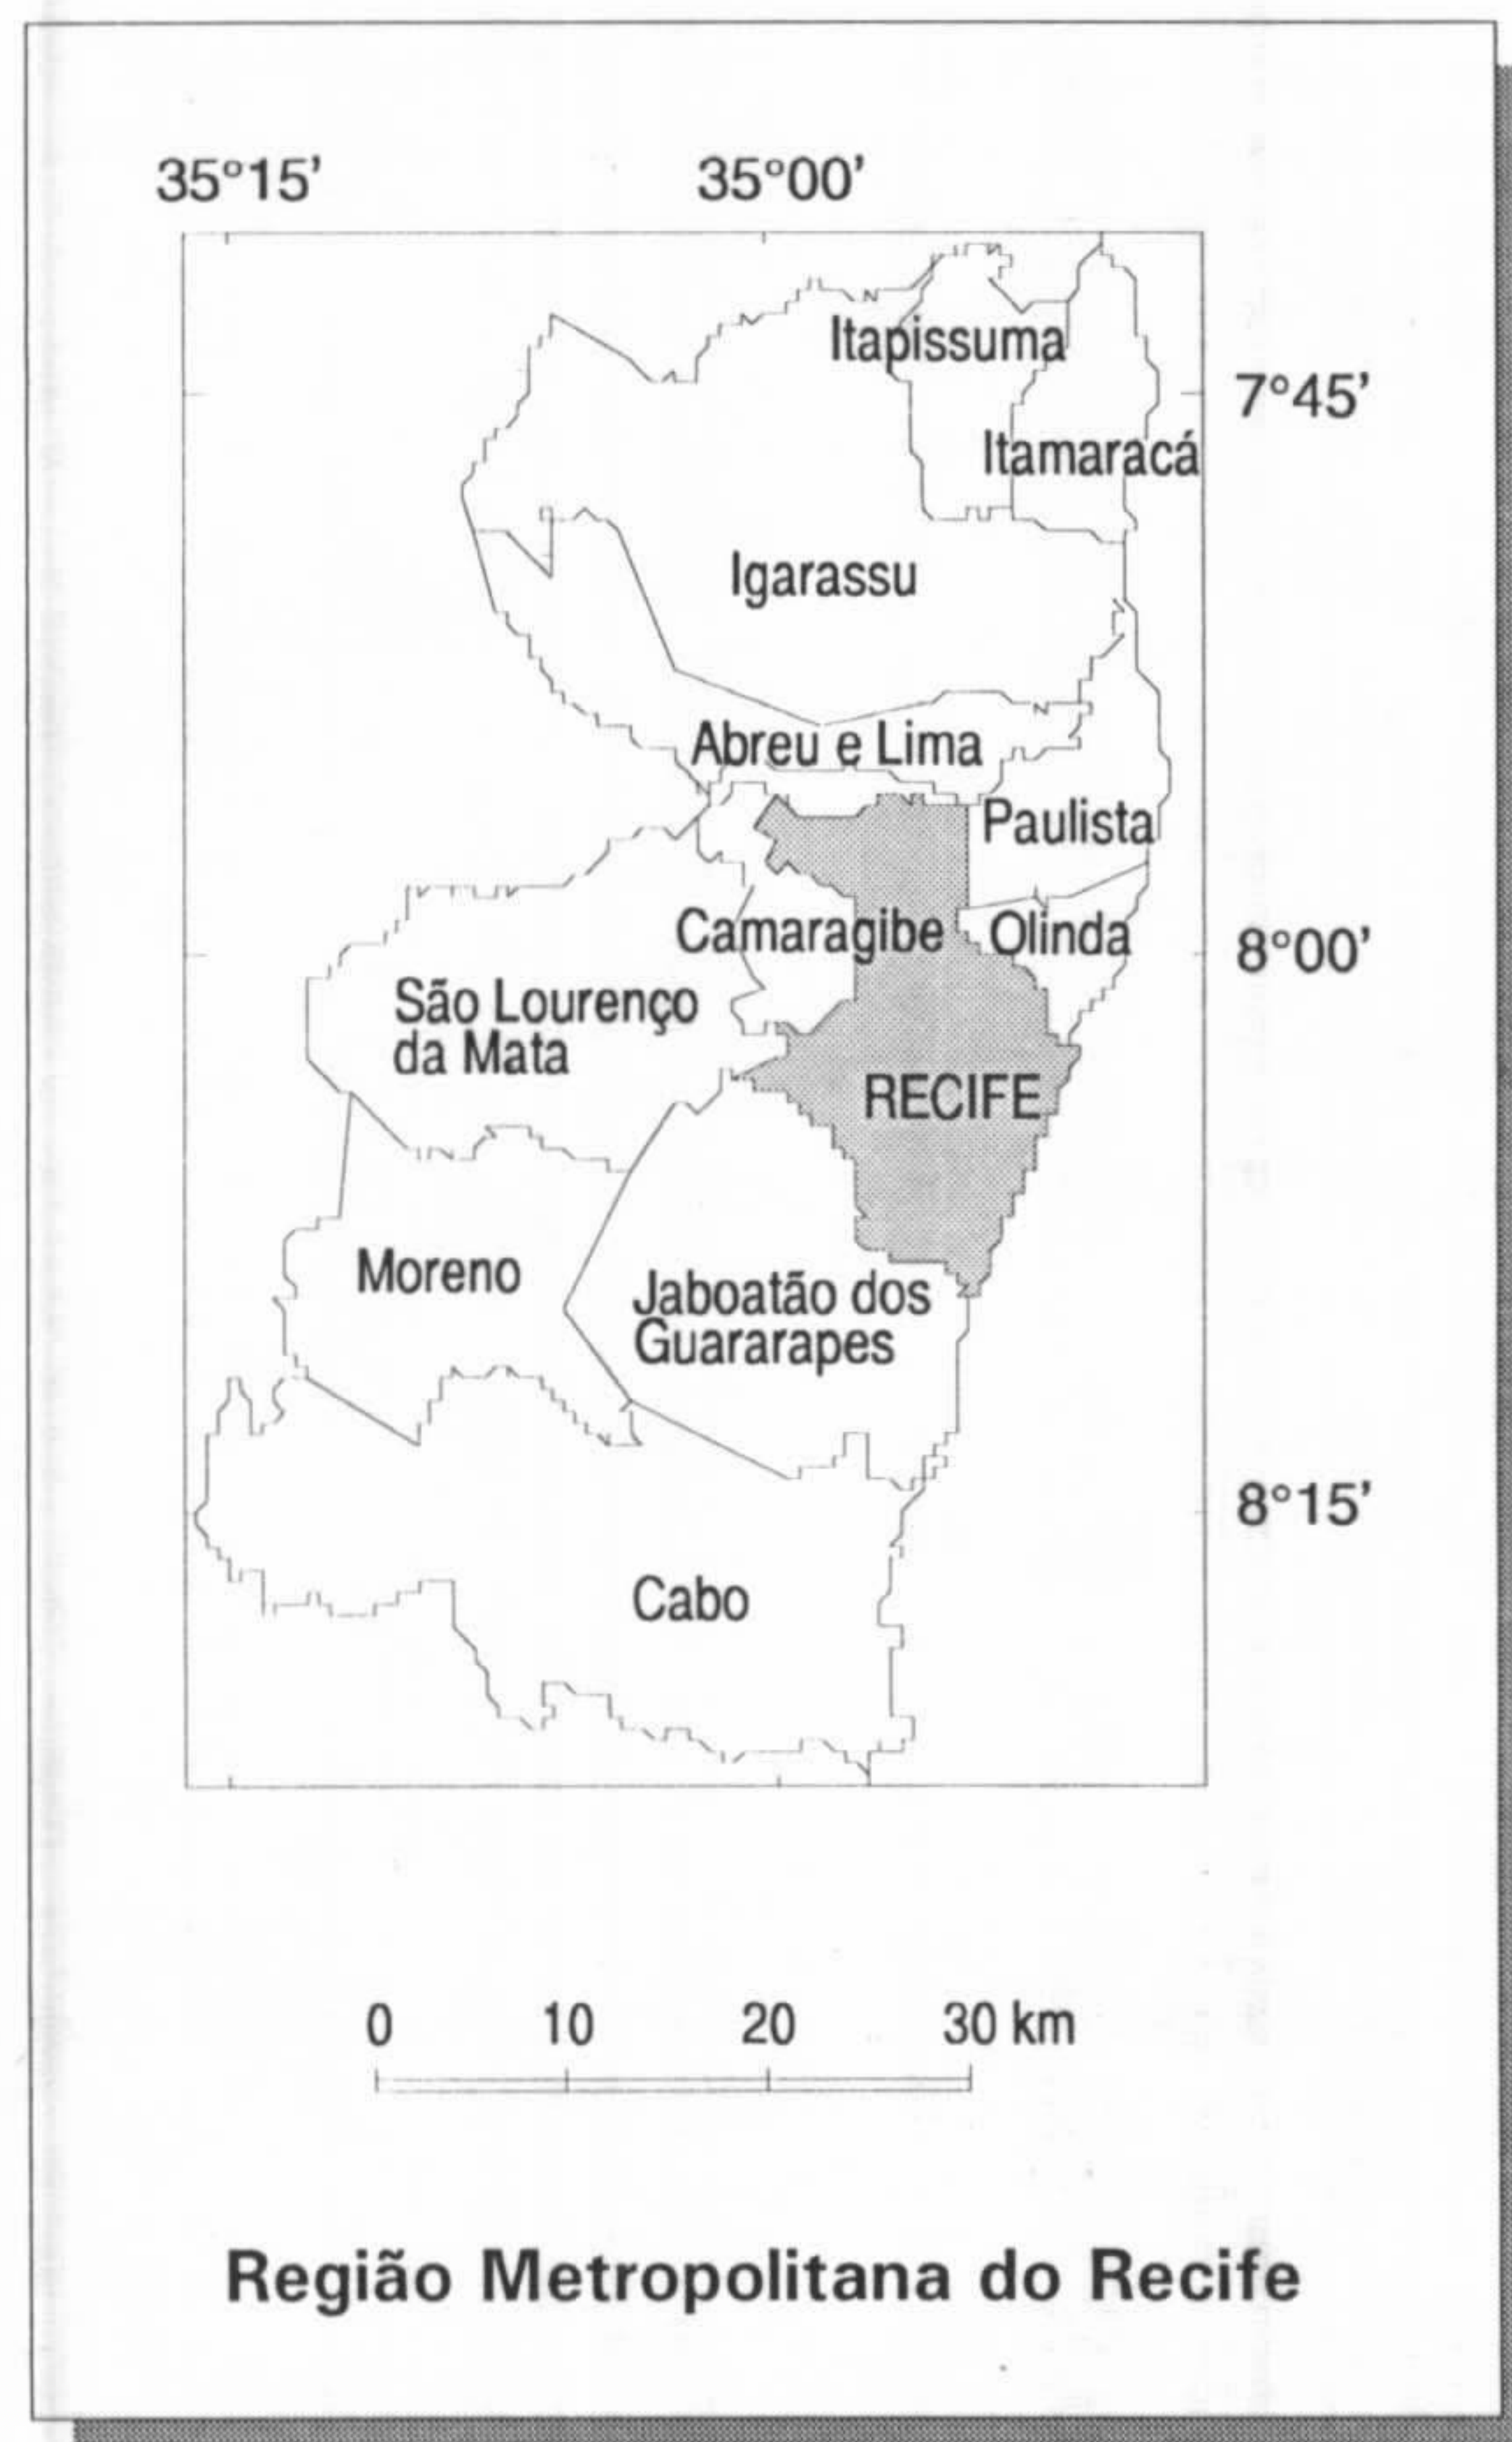 35°15' 35°00'
Itapissuma
7°45'
Itamaracá
Igarassu
Abreu e Lima
Paulista
Camaragibe
Olinda
8°00'
São Lourenço
da Mata
RECIFE
Moreno
Jaboatão dos
Guararapes
8°15'
Cabo
0 10 20 30 km
Região Metropolitana do Recife